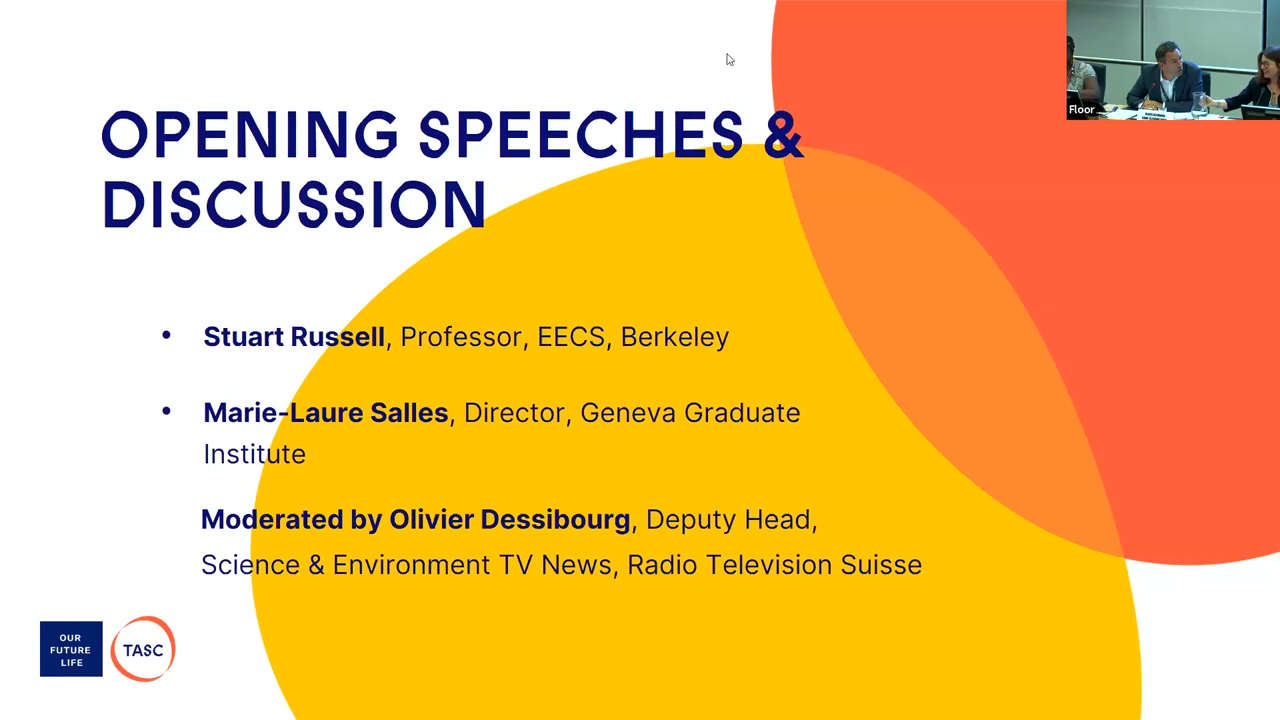 OPENING SPEECHES &
DISCUSSION
• Stuart Russell, Professor, EECS, Berkeley
• Marie-Laure Salles, Director, Geneva Graduate
Institute
Moderated by Olivier Dessibourg, Deputy Head,
Science & Environment TV News, Radio Television Suisse
OUR
FUTURE
LIFE
TASC
Floor